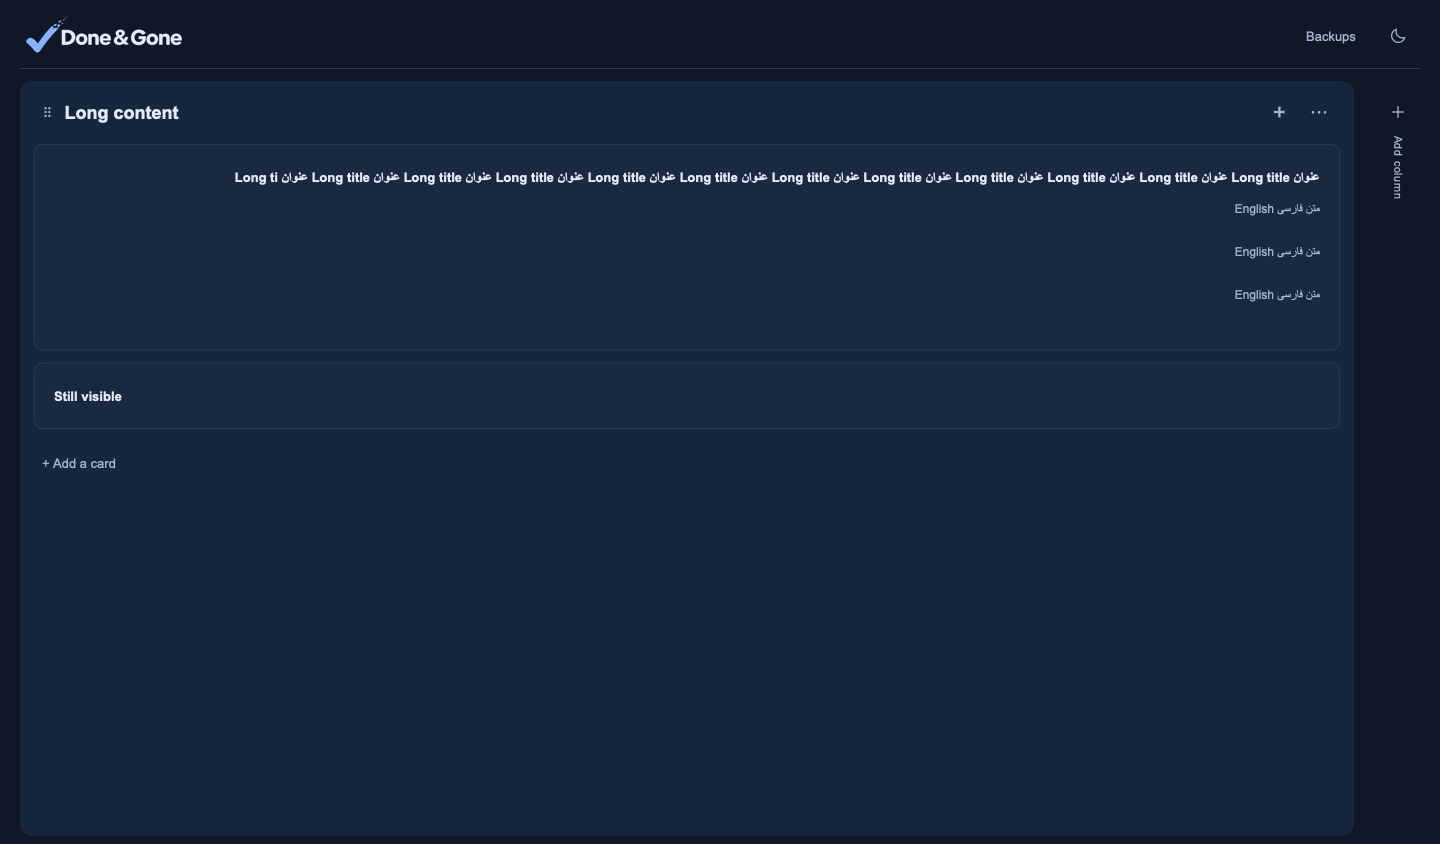 Done & Gone
Backups
Long content
Add column
عنوان Long title عنوان Long title عنوان Long title عنوان Long title عنوان Long title عنوان Long title عنوان Long title عنوان Long title عنوان Long title عنوان Long title عنوان Long title عنوان Long ti
متن فارسی English
متن فارسی English
متن فارسی English
Still visible
+ Add a card